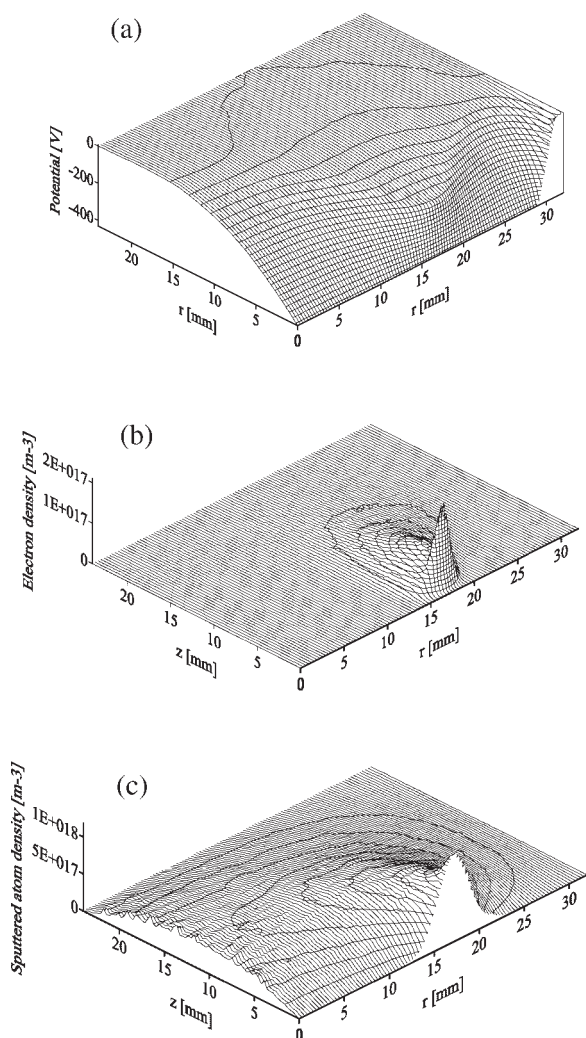 (a)
Potential [V]
0
-200
-400
20
15
10
5
0
r [mm]
5
10
15
20
25
30
r [mm]
(b)
Electron density [m-3]
2E+017
1E+017
0
20
15
10
5
0
z [mm]
5
10
15
20
25
30
r [mm]
(c)
Sputtered atom density [m-3]
1E+018
5E+017
0
20
15
10
5
0
z [mm]
5
10
15
20
25
30
r [mm]